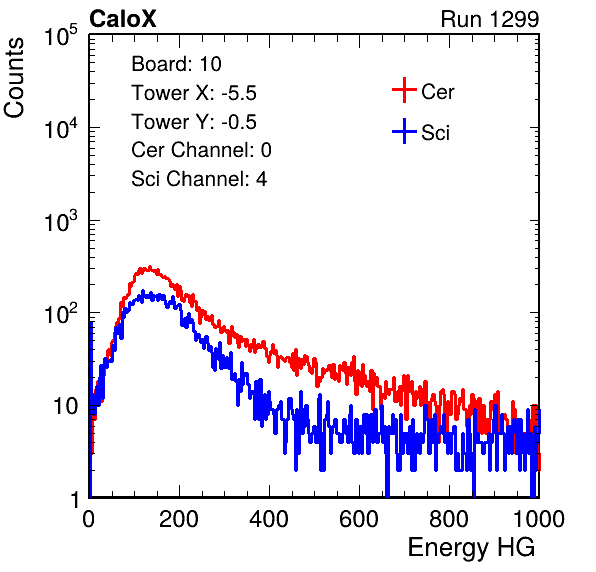 CaloX Run 1299
Counts
10^5
10^4
10^3
10^2
10
1
Board: 10
Tower X: -5.5
Tower Y: -0.5
Cer Channel: 0
Sci Channel: 4
Cer
Sci
0 200 400 600 800 1000
Energy HG